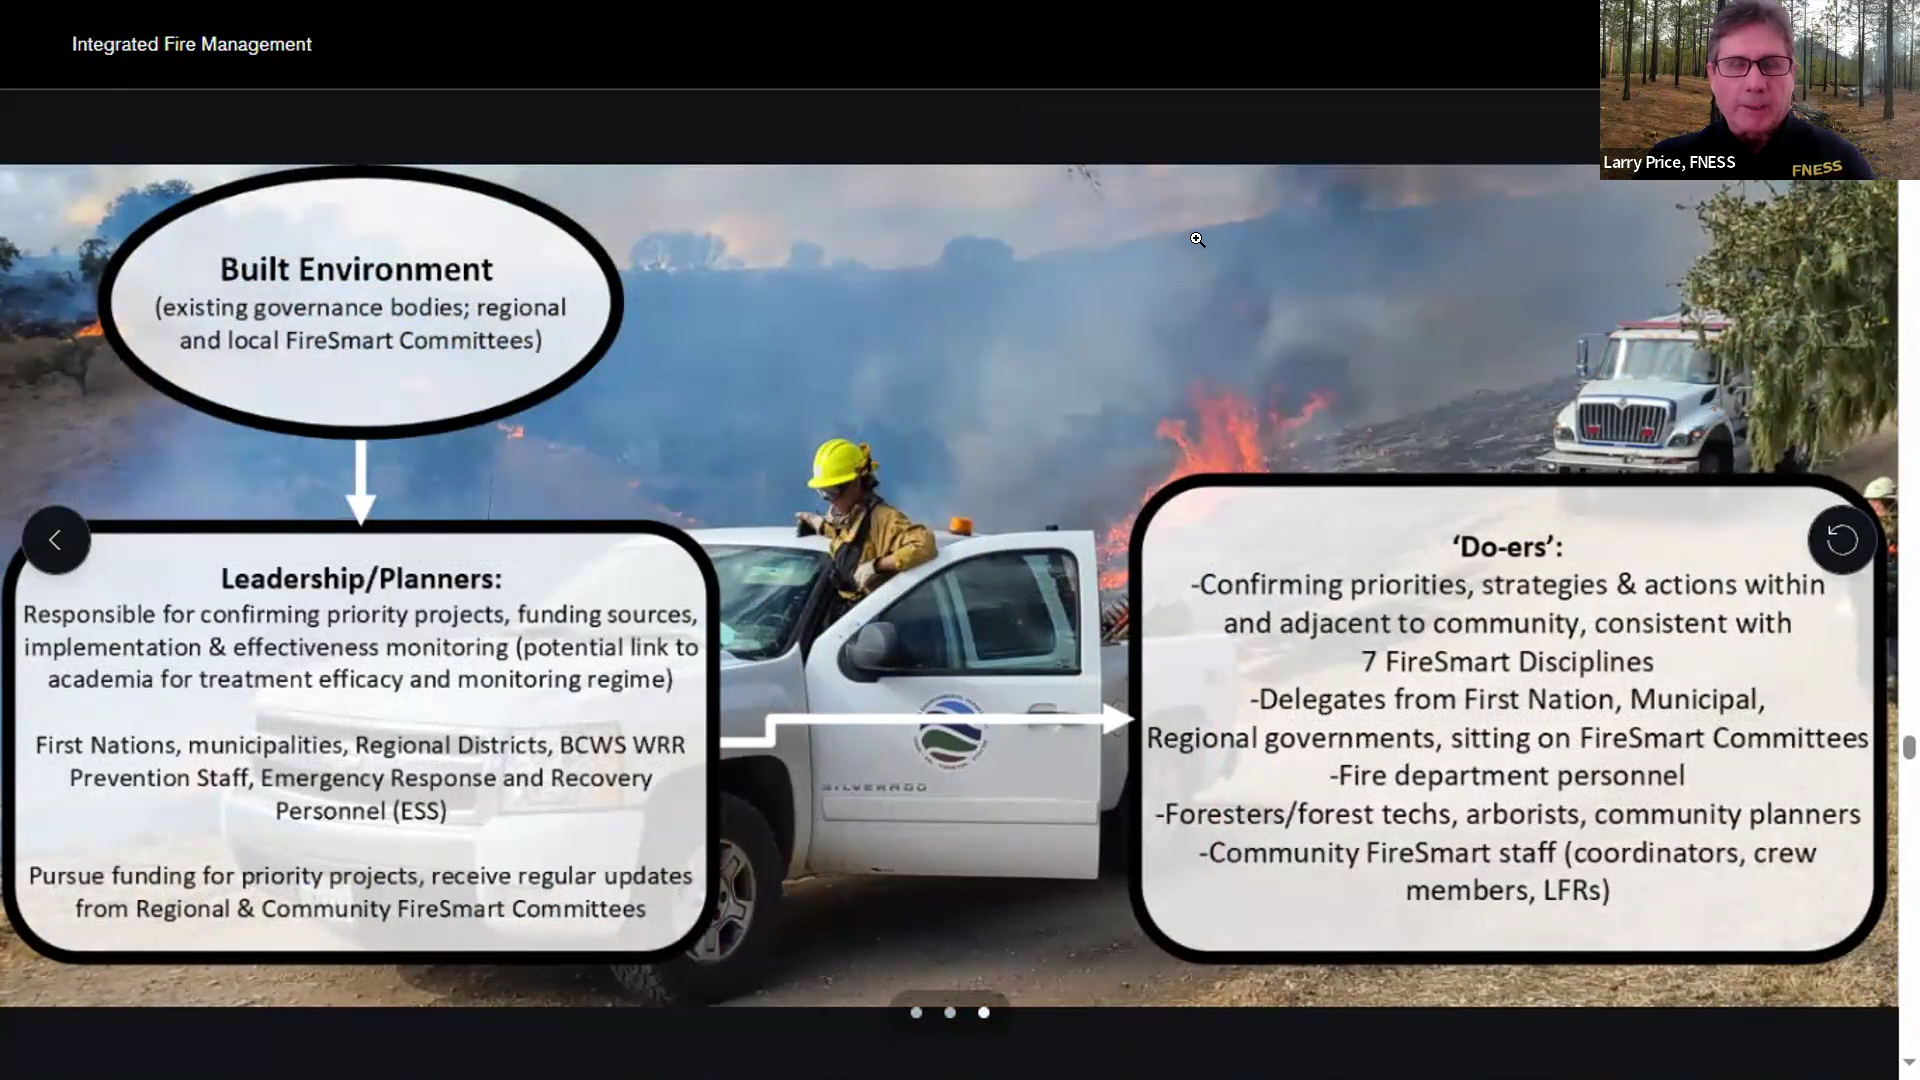 Integrated Fire Management
Larry Price, FNESS
FNESS
Built Environment
(existing governance bodies; regional
and local FireSmart Committees)
Leadership/Planners:
Responsible for confirming priority projects, funding sources,
implementation & effectiveness monitoring (potential link to
academia for treatment efficacy and monitoring regime)
First Nations, municipalities, Regional Districts, BCWS WRR
Prevention Staff, Emergency Response and Recovery
Personnel (ESS)
Pursue funding for priority projects, receive regular updates
from Regional & Community FireSmart Committees
SILVERADO
‘Do-ers’:
-Confirming priorities, strategies & actions within
and adjacent to community, consistent with
7 FireSmart Disciplines
-Delegates from First Nation, Municipal,
Regional governments, sitting on FireSmart Committees
-Fire department personnel
-Foresters/forest techs, arborists, community planners
-Community FireSmart staff (coordinators, crew
members, LFRs)